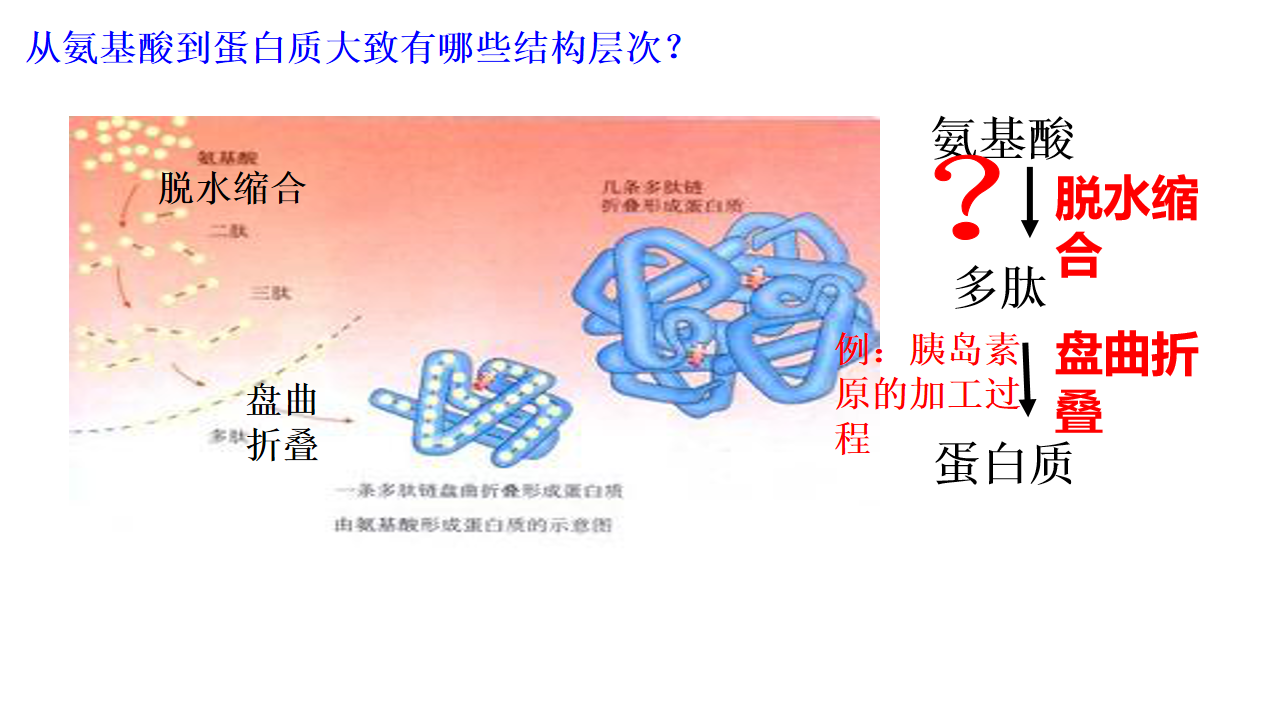 从氨基酸到蛋白质大致有哪些结构层次？
氨基酸
脱水缩合
二肽
三肽
多肽
盘曲
折叠
几条多肽链
折叠形成蛋白质
一条多肽链盘曲折叠形成蛋白质
由氨基酸形成蛋白质的示意图
氨基酸
？
脱水缩
合
多肽
例：胰岛素
原的加工过
程
盘曲折
叠
蛋白质